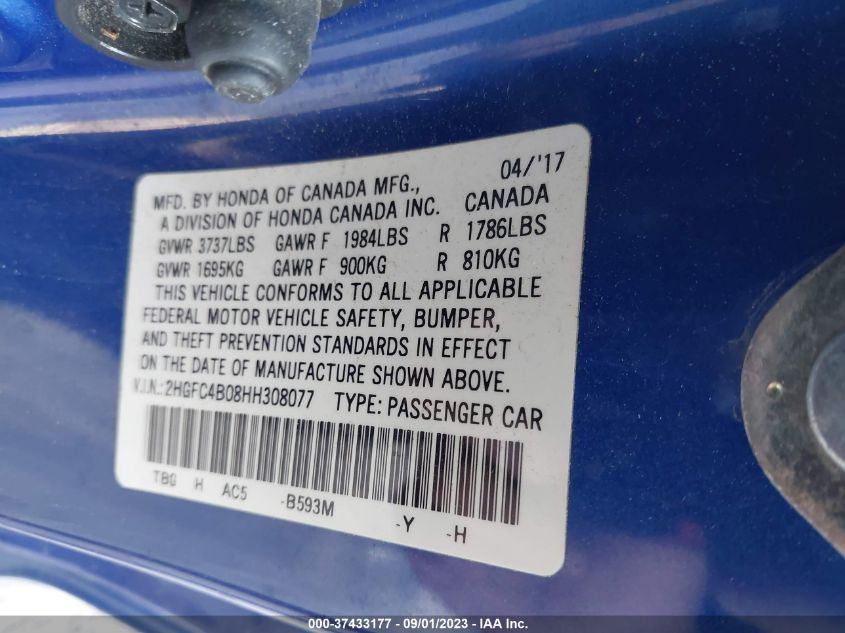 04/'17
MFD. BY HONDA OF CANADA MFG.,
A DIVISION OF HONDA CANADA INC. CANADA
GVWR 3737LBS GAWR F 1984LBS R 1786LBS
GVWR 1695KG GAWR F 900KG R 810KG
THIS VEHICLE CONFORMS TO ALL APPLICABLE
FEDERAL MOTOR VEHICLE SAFETY, BUMPER,
AND THEFT PREVENTION STANDARDS IN EFFECT
ON THE DATE OF MANUFACTURE SHOWN ABOVE.
V.I.N.: 2HGFC4B08HH308077 TYPE: PASSENGER CAR
TBG H AC5 -B593M -Y -H
000-37433177 - 09/01/2023 - IAA Inc.